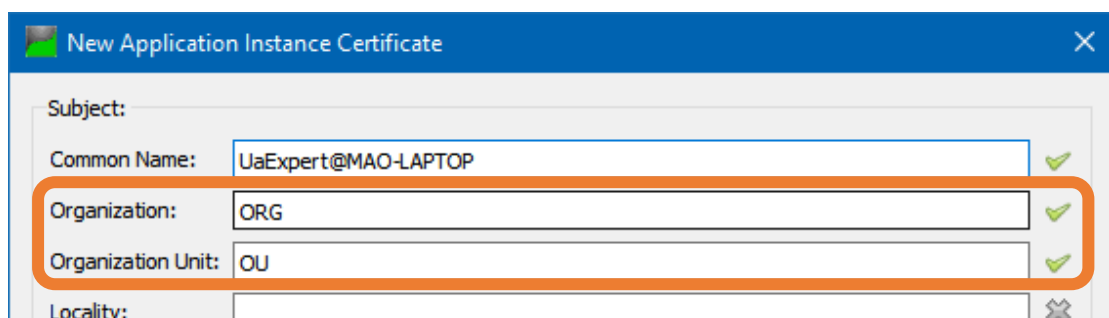 New Application Instance Certificate
Subject:
Common Name: UaExpert@MAO-LAPTOP
Organization: ORG
Organization Unit: OU
Locality: